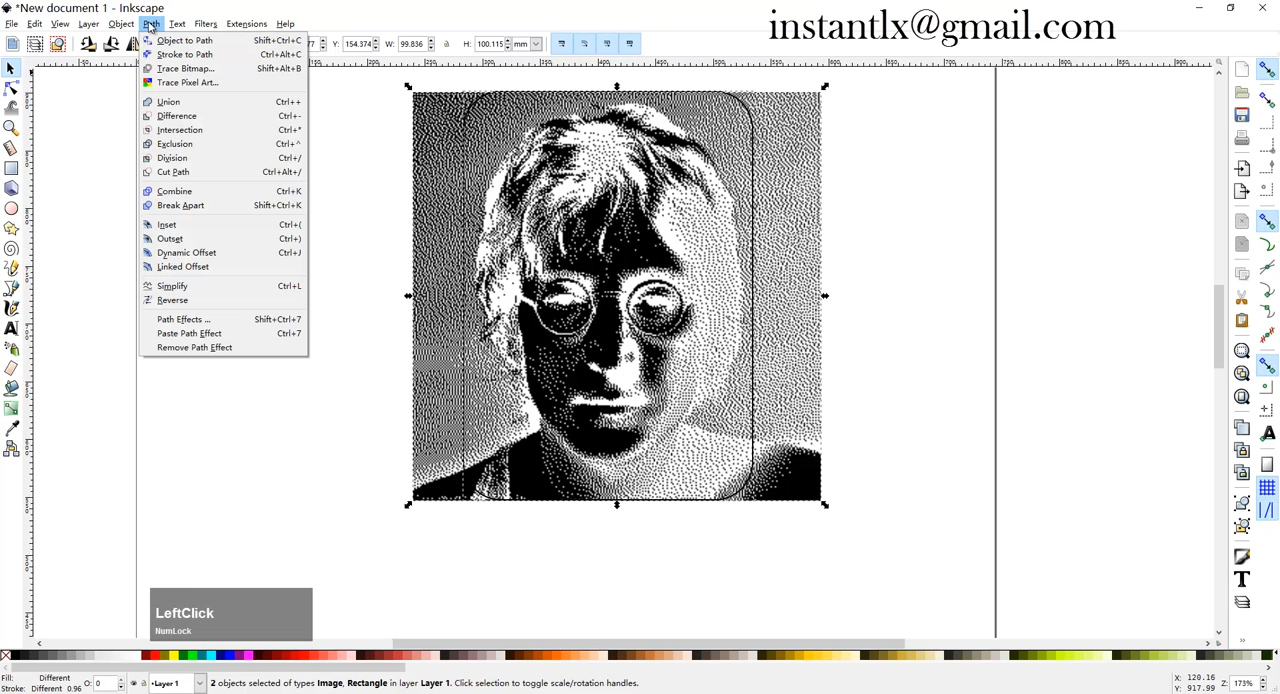 *New document 1 - Inkscape
instantlx@gmail.com
File Edit View Layer Object Path Text Filters Extensions Help
Y: 154.374 W: 99.836 H: 100.115 mm
Object to Path Shift+Ctrl+C
Stroke to Path Ctrl+Alt+C
Trace Bitmap... Shift+Alt+B
Trace Pixel Art...
Union Ctrl++
Difference Ctrl+-
Intersection Ctrl+*
Exclusion Ctrl+^
Division Ctrl+/
Cut Path Ctrl+Alt+/
Combine Ctrl+K
Break Apart Shift+Ctrl+K
Inset Ctrl+(
Outset Ctrl+)
Dynamic Offset Ctrl+J
Linked Offset
Simplify Ctrl+L
Reverse
Path Effects ... Shift+Ctrl+7
Paste Path Effect Ctrl+7
Remove Path Effect
LeftClick
NumLock
Fill: Different
Stroke: Different 0.96
O: 0
•Layer 1
2 objects selected of types Image, Rectangle in layer Layer 1. Click selection to toggle scale/rotation handles.
X: 120.16
Y: 917.99
Z: 173%